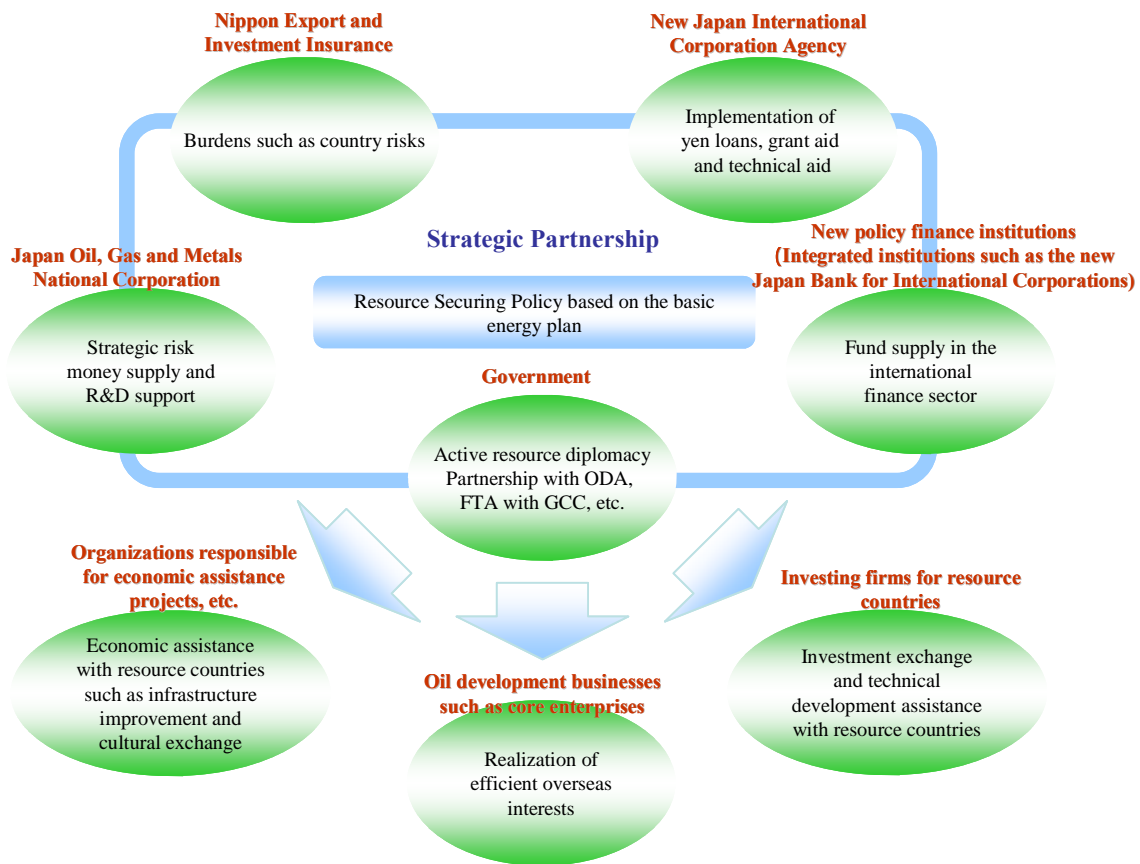 Nippon Export and
Investment Insurance
Burdens such as country risks
New Japan International
Corporation Agency
Implementation of
yen loans, grant aid
and technical aid
Strategic Partnership
Resource Securing Policy based on the basic
energy plan
Japan Oil, Gas and Metals
National Corporation
Strategic risk
money supply and
R&D support
New policy finance institutions
(Integrated institutions such as the new
Japan Bank for International Corporations)
Fund supply in the
international
finance sector
Government
Active resource diplomacy
Partnership with ODA,
FTA with GCC, etc.
Organizations responsible
for economic assistance
projects, etc.
Economic assistance
with resource countries
such as infrastructure
improvement and
cultural exchange
Oil development businesses
such as core enterprises
Realization of
efficient overseas
interests
Investing firms for resource
countries
Investment exchange
and technical
development assistance
with resource countries